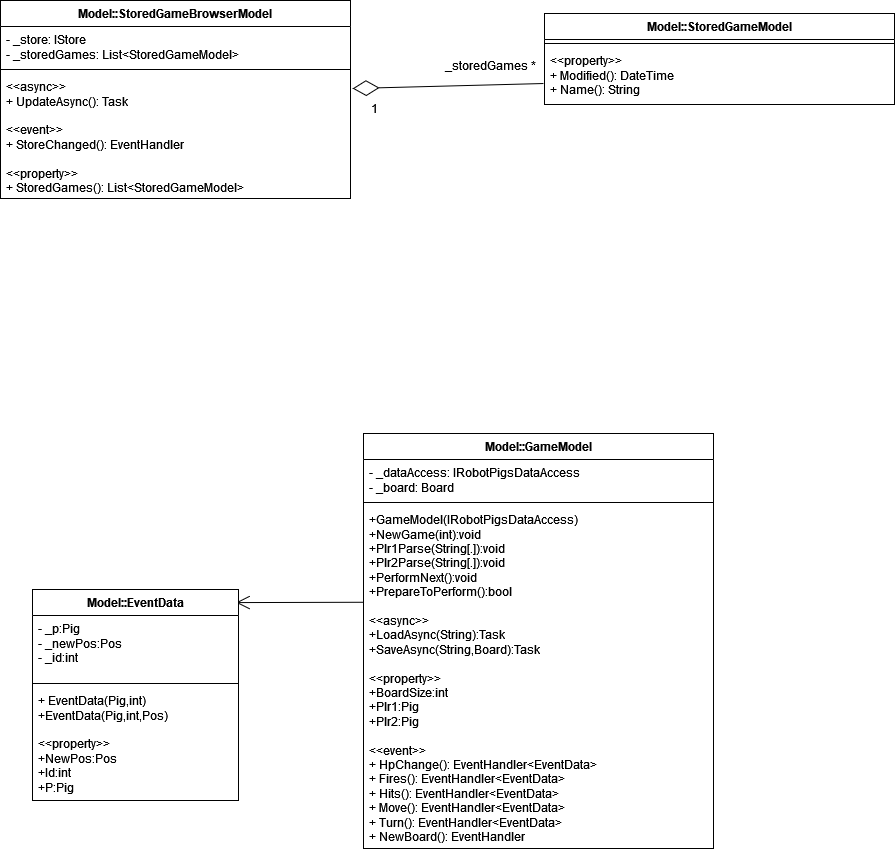 Model::StoredGameBrowserModel
- _store: IStore
- _storedGames: List<StoredGameModel>
<<async>>
+ UpdateAsync(): Task
<<event>>
+ StoreChanged(): EventHandler
<<property>>
+ StoredGames(): List<StoredGameModel>
_storedGames *
1
Model::StoredGameModel
<<property>>
+ Modified(): DateTime
+ Name(): String
Model::GameModel
- _dataAccess: IRobotPigsDataAccess
- _board: Board
+GameModel(IRobotPigsDataAccess)
+NewGame(int):void
+Plr1Parse(String[.]):void
+Plr2Parse(String[.]):void
+PerformNext():void
+PrepareToPerform():bool
<<async>>
+LoadAsync(String):Task
+SaveAsync(String,Board):Task
<<property>>
+BoardSize:int
+Plr1:Pig
+Plr2:Pig
<<event>>
+ HpChange(): EventHandler<EventData>
+ Fires(): EventHandler<EventData>
+ Hits(): EventHandler<EventData>
+ Move(): EventHandler<EventData>
+ Turn(): EventHandler<EventData>
+ NewBoard(): EventHandler
Model::EventData
- _p:Pig
- _newPos:Pos
- _id:int
+ EventData(Pig,int)
+EventData(Pig,int,Pos)
<<property>>
+NewPos:Pos
+Id:int
+P:Pig